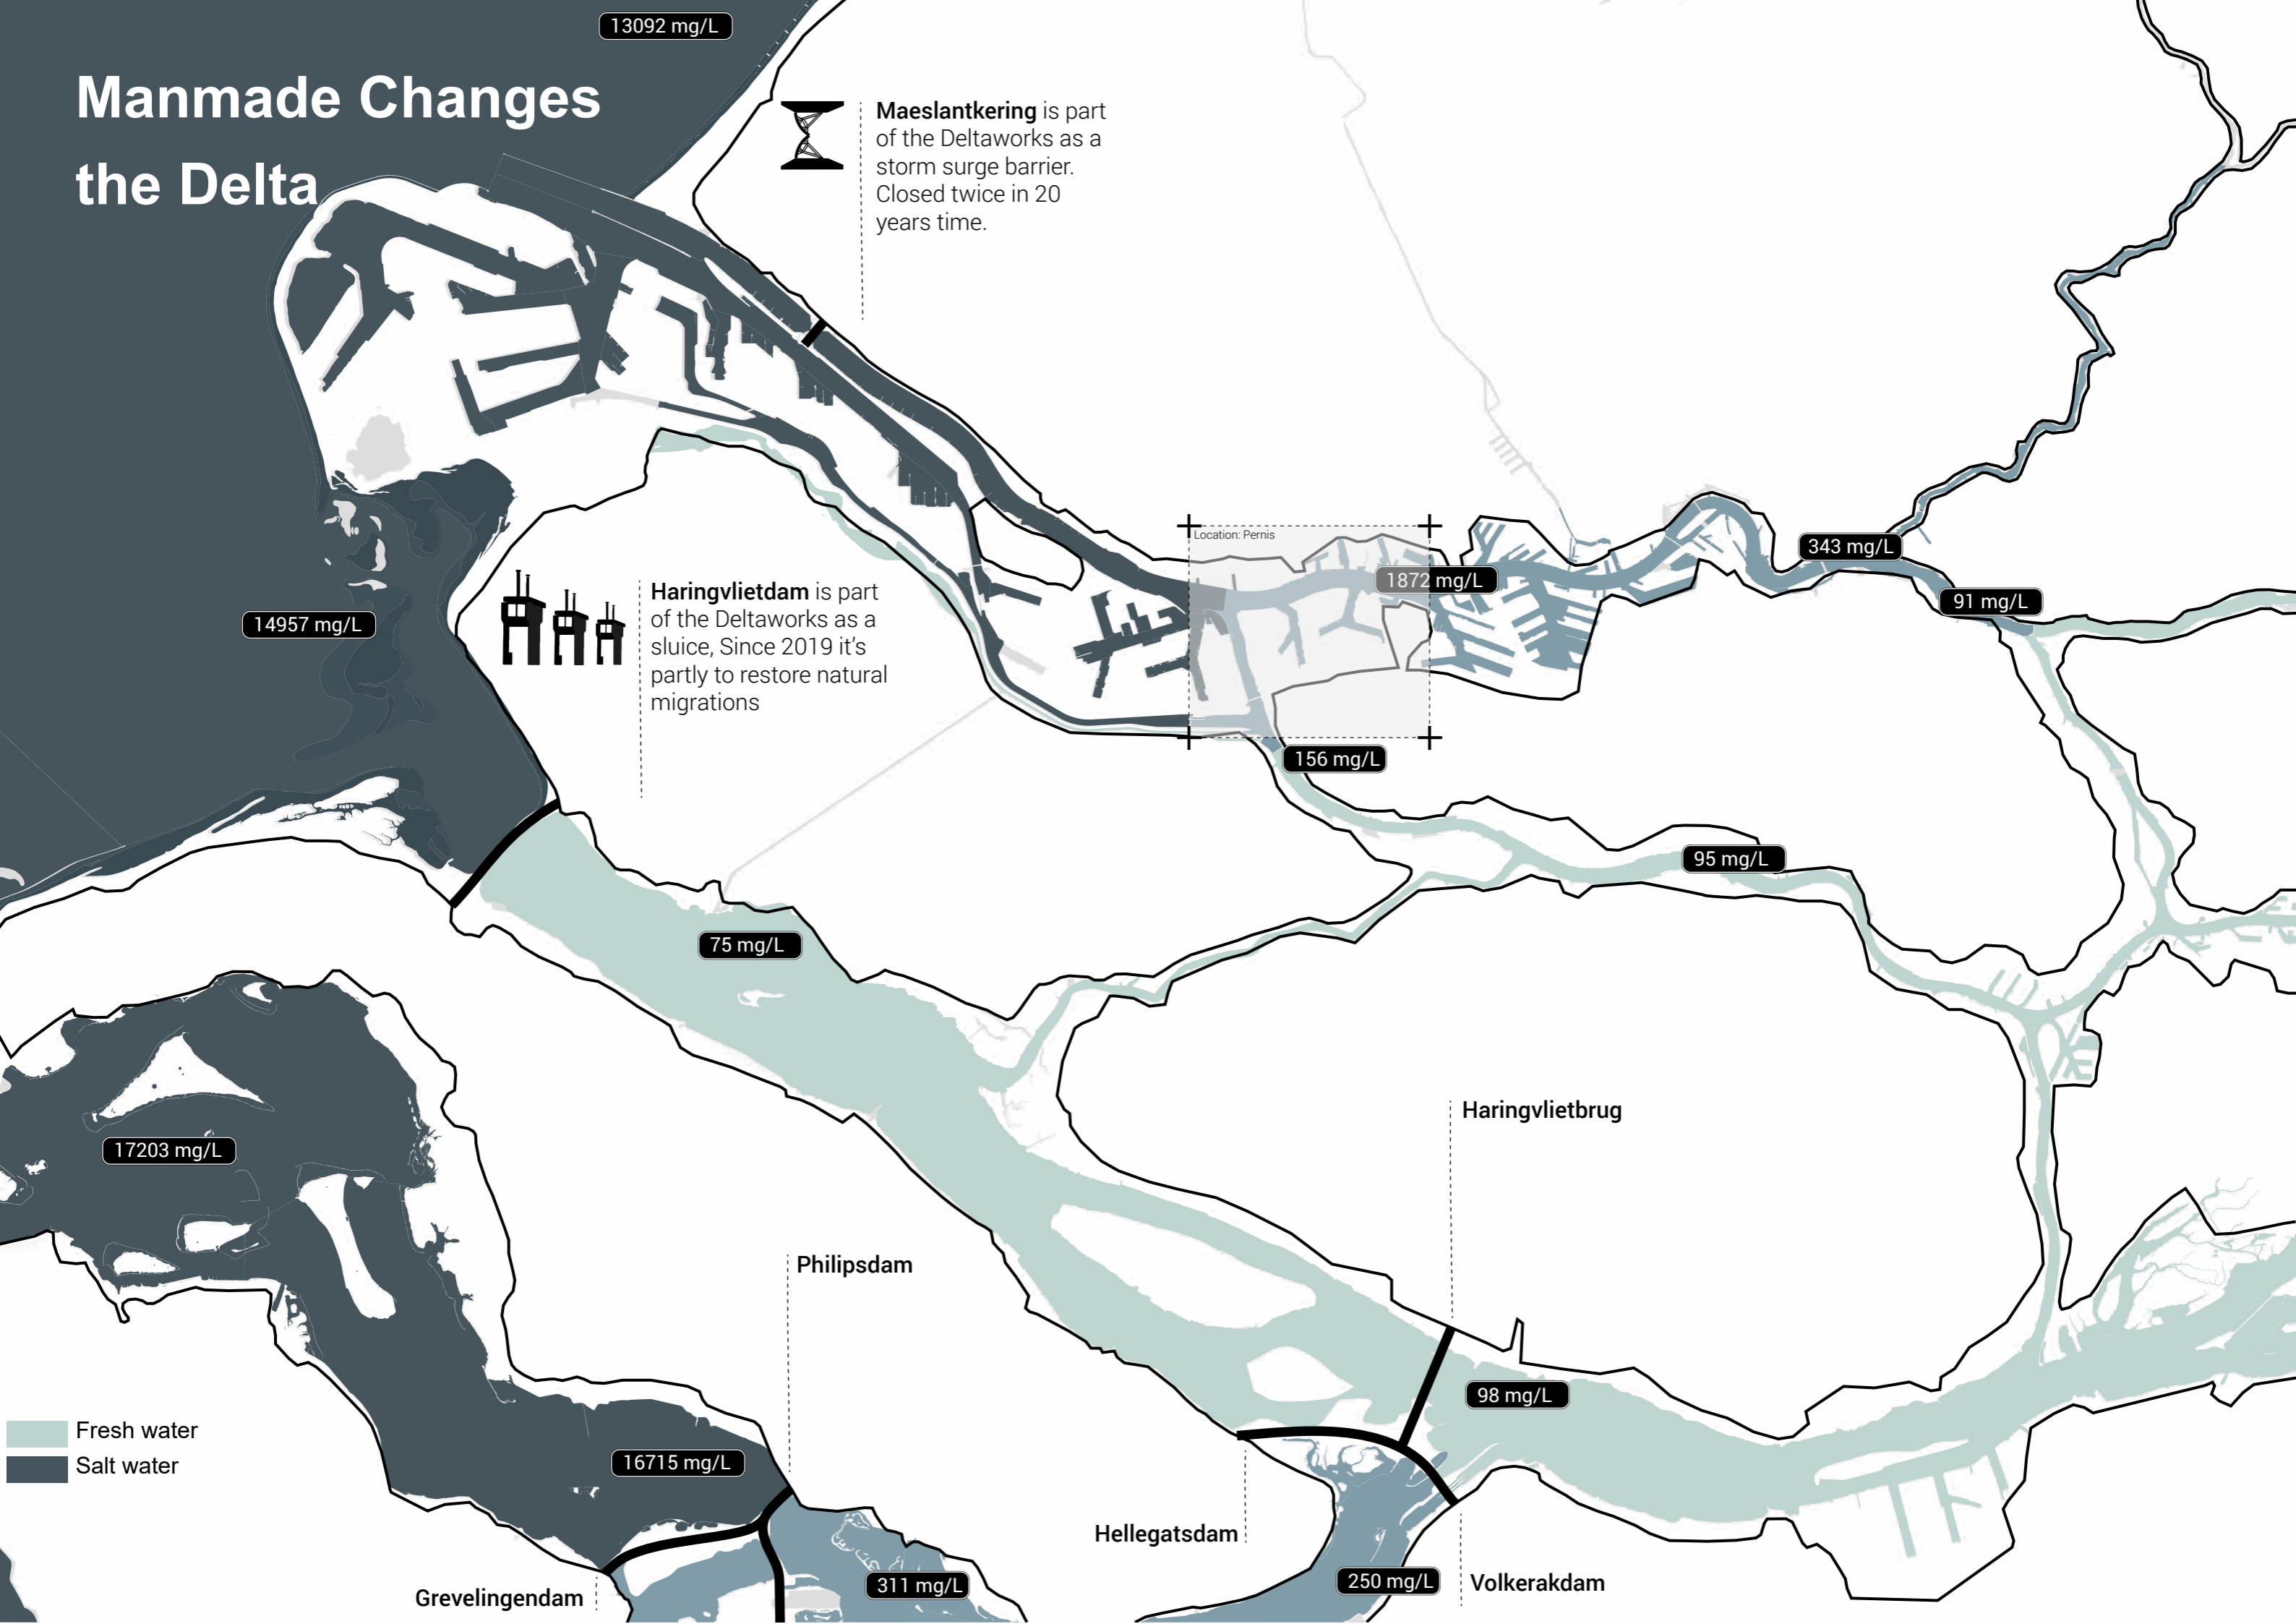 13092 mg/L
Manmade Changes
the Delta
Maeslantkering is part
of the Deltaworks as a
storm surge barrier.
Closed twice in 20
years time.
Location: Pernis
343 mg/L
1872 mg/L
91 mg/L
Haringvlietdam is part
of the Deltaworks as a
sluice, Since 2019 it's
partly to restore natural
migrations
14957 mg/L
156 mg/L
95 mg/L
75 mg/L
Haringvlietbrug
17203 mg/L
Philipsdam
98 mg/L
Fresh water
Salt water
16715 mg/L
Hellegatsdam
250 mg/L
Volkerakdam
311 mg/L
Grevelingendam